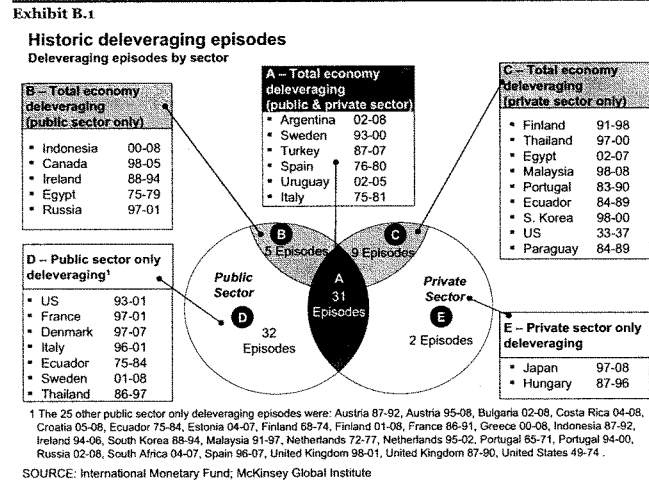 Exhibit B.1
Historic deleveraging episodes
Deleveraging episodes by sector
B – Total economy
deleveraging
(public sector only)
▪ Indonesia 00-08
▪ Canada 98-05
▪ Ireland 88-94
▪ Egypt 75-79
▪ Russia 97-01
A – Total economy
deleveraging
(public & private sector)
▪ Argentina 02-08
▪ Sweden 93-00
▪ Turkey 87-07
▪ Spain 76-80
▪ Uruguay 02-05
▪ Italy 75-81
C – Total economy
deleveraging
(private sector only)
▪ Finland 91-98
▪ Thailand 97-00
▪ Egypt 02-07
▪ Malaysia 98-08
▪ Portugal 83-90
▪ Ecuador 84-89
▪ S. Korea 98-00
▪ US 33-37
▪ Paraguay 84-89
B
5 Episodes
C
9 Episodes
D – Public sector only
deleveraging¹
▪ US 93-01
▪ France 97-01
▪ Denmark 97-07
▪ Italy 96-01
▪ Ecuador 75-84
▪ Sweden 01-08
▪ Thailand 86-97
Public
Sector
D
32
Episodes
A
31
Episodes
Private
Sector
E
2 Episodes
E – Private sector only
deleveraging
▪ Japan 97-08
▪ Hungary 87-96
1 The 25 other public sector only deleveraging episodes were: Austria 87-92, Austria 95-08, Bulgaria 02-08, Costa Rica 04-08,
Croatia 05-08, Ecuador 75-84, Estonia 04-07, Finland 68-74, Finland 01-08, France 86-91, Greece 00-08, Indonesia 87-92,
Ireland 94-06, South Korea 88-94, Malaysia 91-97, Netherlands 72-77, Netherlands 95-02, Portugal 65-71, Portugal 94-00,
Russia 02-08, South Africa 04-07, Spain 96-07, United Kingdom 98-01, United Kingdom 87-90, United States 49-74 .
SOURCE: International Monetary Fund; McKinsey Global Institute